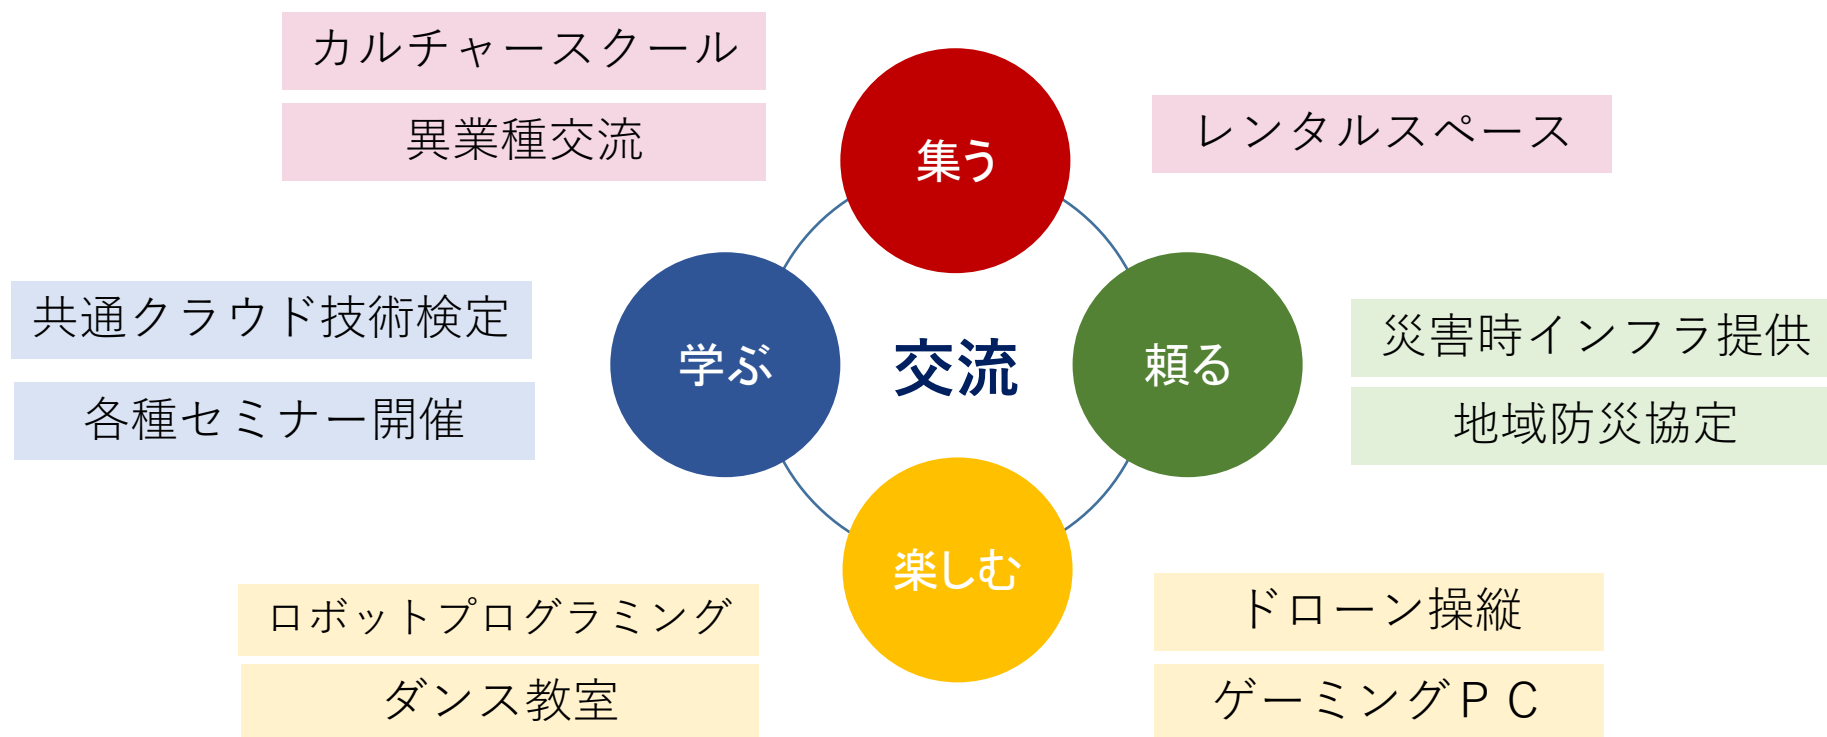 カルチャースクール
異業種交流
集う
レンタルスペース
共通クラウド技術検定
各種セミナー開催
学ぶ
交流
頼る
災害時インフラ提供
地域防災協定
楽しむ
ロボットプログラミング
ダンス教室
ドローン操縦
ゲーミングＰＣ